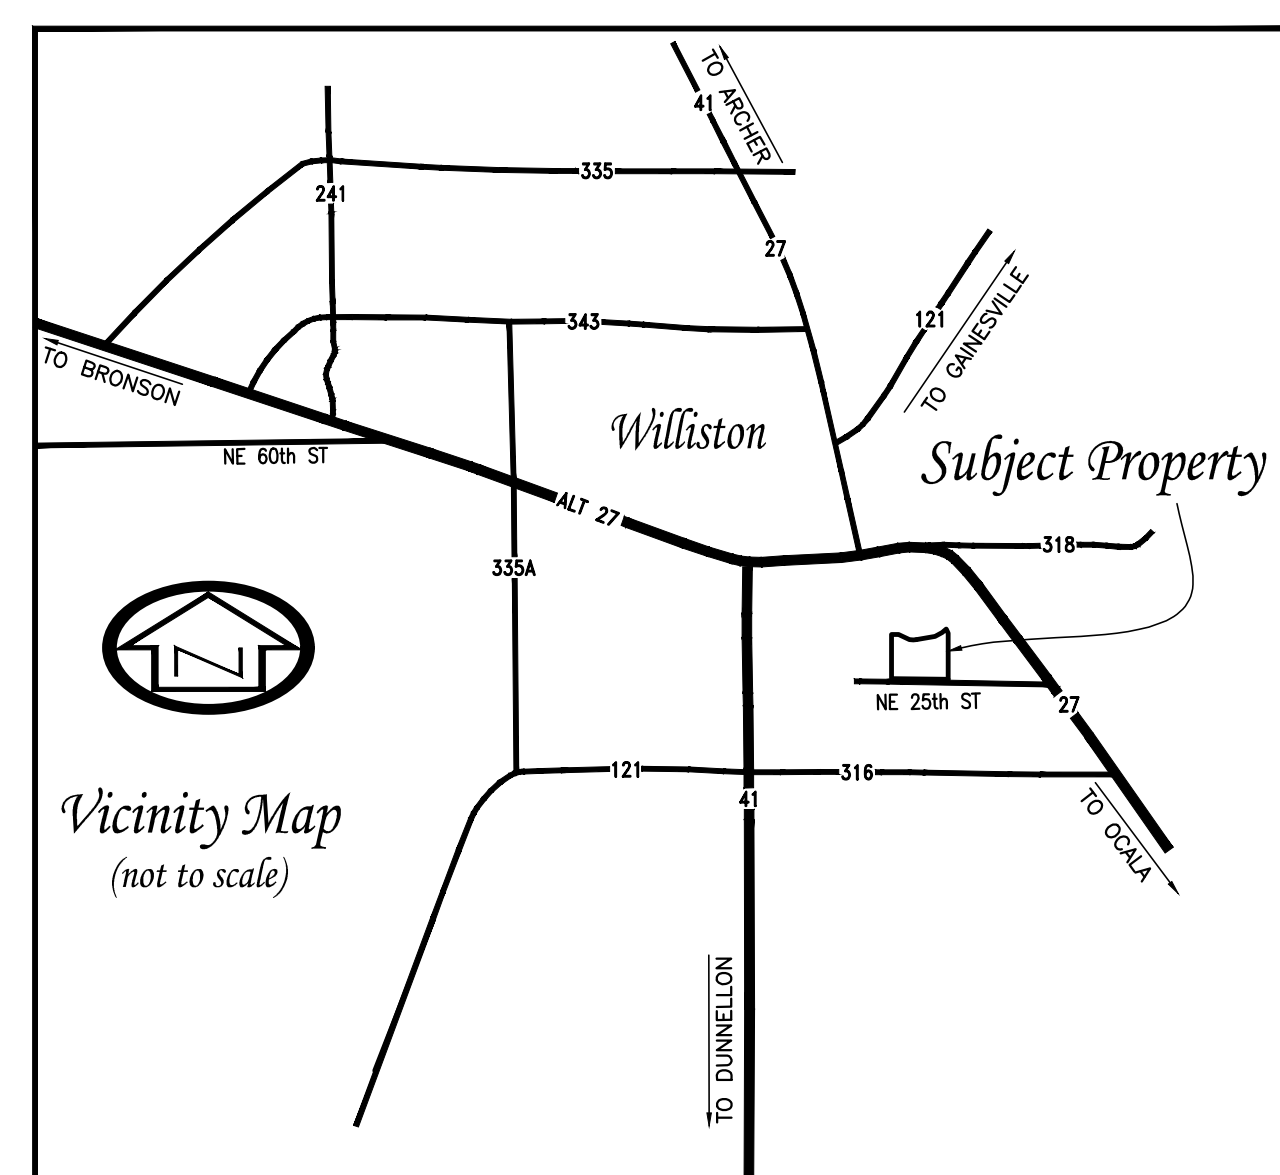 TO ARCHER
41
335
241
27
121
TO GAINESVILLE
343
TO BRONSON
Williston
Subject Property
NE 60th ST
ALT 27
318
335A
N
NE 25th ST
27
121
316
41
Vicinity Map
(not to scale)
TO OCALA
TO DUNNELLON